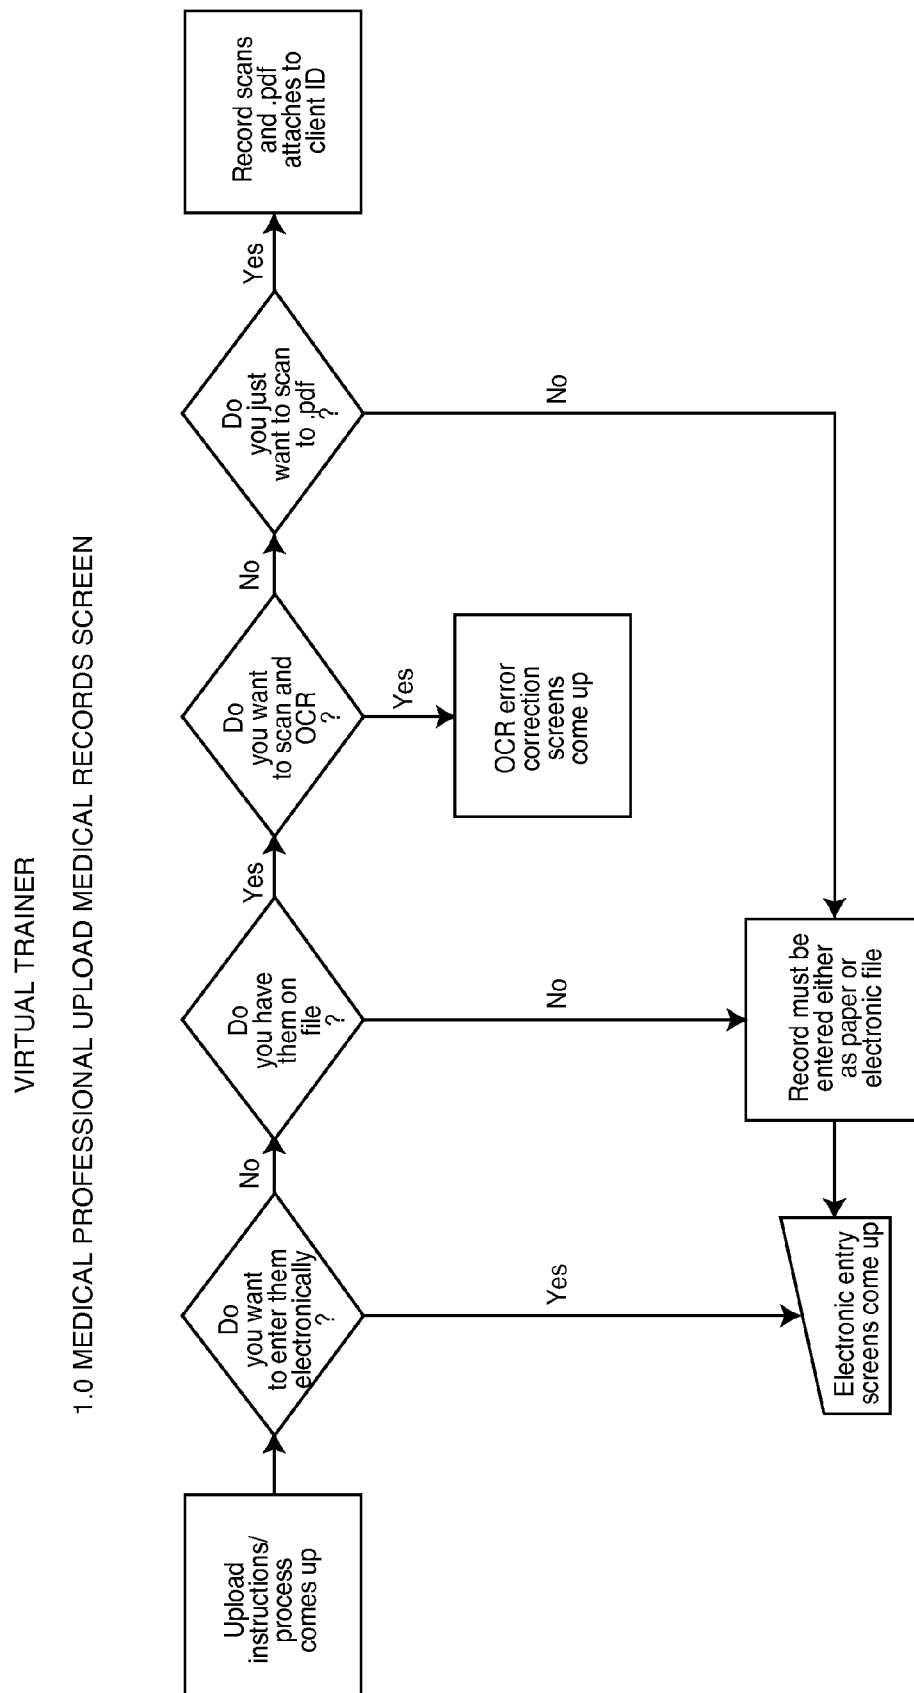 VIRTUAL TRAINER
1.0 MEDICAL PROFESSIONAL UPLOAD MEDICAL RECORDS SCREEN
Upload
instructions/
process
comes up
Do
you want
to enter them
electronically
?
No
Do
you have
them on
file
?
Yes
Do
you want
to scan and
OCR
?
No
Do
you just
want to scan
to .pdf
?
Yes
Record scans
and .pdf
attaches to
client ID
Yes
No
Yes
No
OCR error
correction
screens
come up
Electronic entry
screens come up
Record must be
entered either
as paper or
electronic file